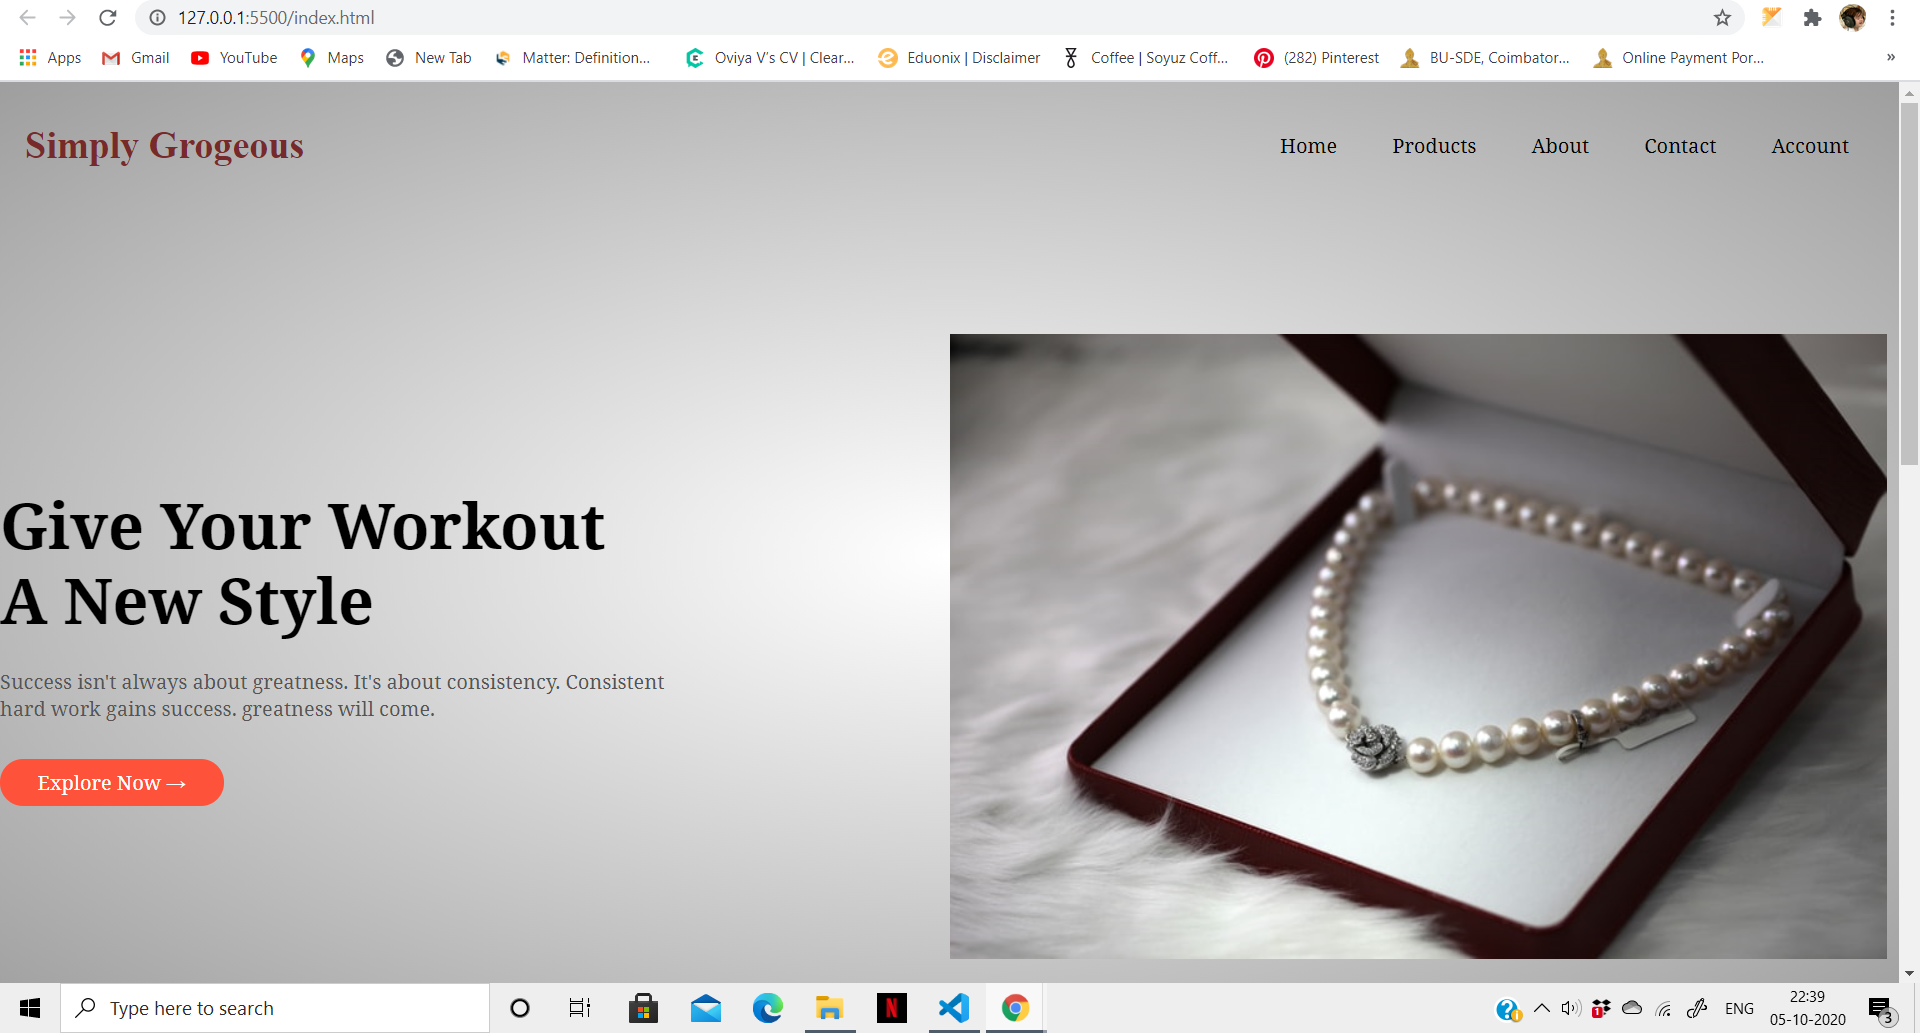 127.0.0.1:5500/index.html
Apps Gmail YouTube Maps New Tab Matter: Definition... Oviya V's CV | Clear... Eduonix | Disclaimer Coffee | Soyuz Coff... (282) Pinterest BU-SDE, Coimbator... Online Payment Por... »
Simply Grogeous
Home Products About Contact Account
Give Your Workout
A New Style
Success isn't always about greatness. It's about consistency. Consistent
hard work gains success. greatness will come.
Explore Now →
Type here to search
ENG
22:39
05-10-2020
1
3